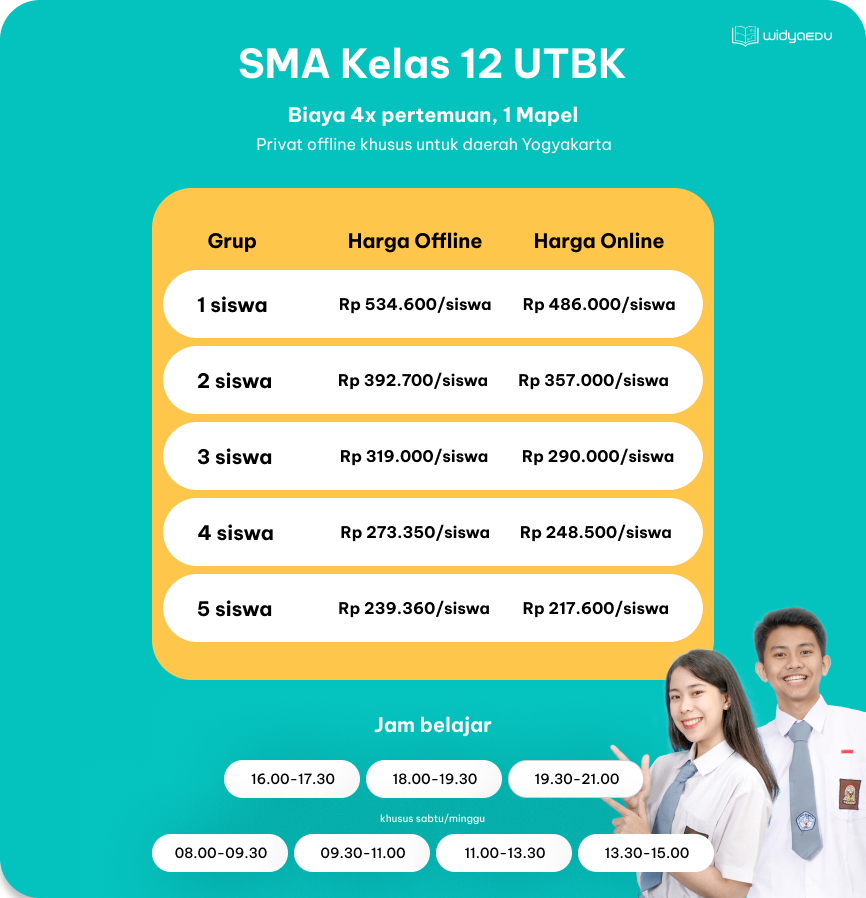 WIDYAEDU
SMA Kelas 12 UTBK
Biaya 4x pertemuan, 1 Mapel
Privat offline khusus untuk daerah Yogyakarta
Grup Harga Offline Harga Online
1 siswa Rp 534.600/siswa Rp 486.000/siswa
2 siswa Rp 392.700/siswa Rp 357.000/siswa
3 siswa Rp 319.000/siswa Rp 290.000/siswa
4 siswa Rp 273.350/siswa Rp 248.500/siswa
5 siswa Rp 239.360/siswa Rp 217.600/siswa
Jam belajar
16.00-17.30 18.00-19.30 19.30-21.00
khusus sabtu/minggu
08.00-09.30 09.30-11.00 11.00-13.30 13.30-15.00